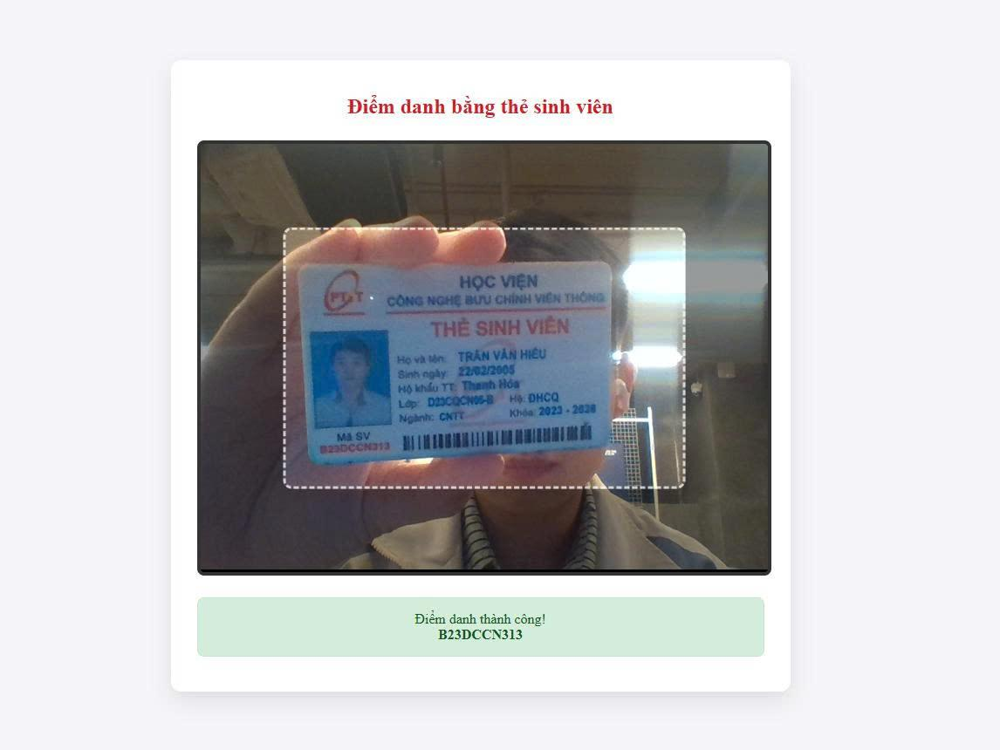 Điểm danh bằng thẻ sinh viên
PTIT
HỌC VIỆN
CÔNG NGHỆ BƯU CHÍNH VIỄN THÔNG
THẺ SINH VIÊN
Họ và tên: TRẦN VĂN HIẾU
Sinh ngày: 22/02/2005
Hộ khẩu TT: Thanh Hóa
Lớp: D23CQCN05-B Hệ: ĐHCQ
Ngành: CNTT Khóa: 2023 - 2028
Mã SV
B23DCCN313
Điểm danh thành công!
B23DCCN313